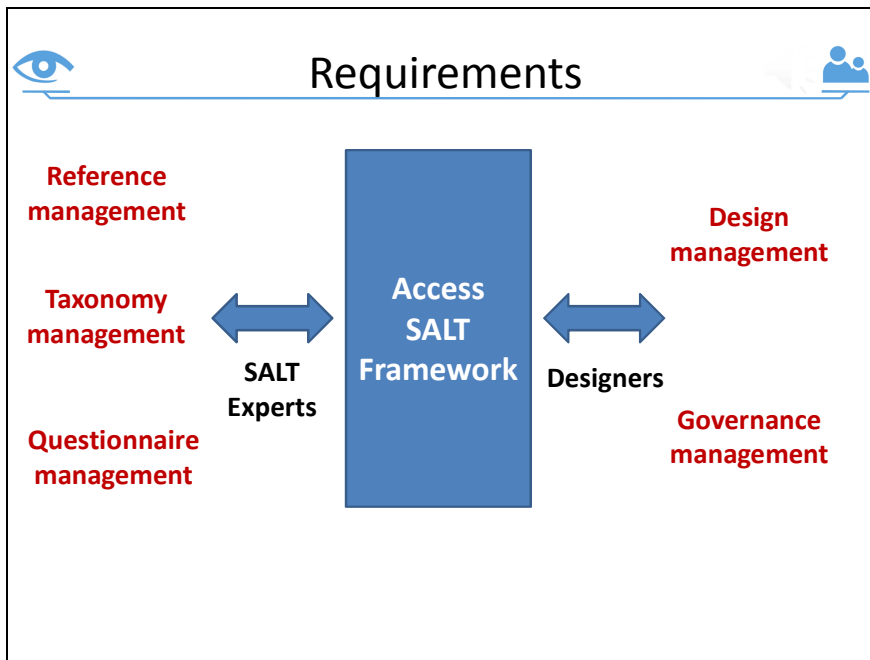 Requirements
Reference
management
Taxonomy
management
Questionnaire
management
SALT
Experts
Access
SALT
Framework
Designers
Design
management
Governance
management